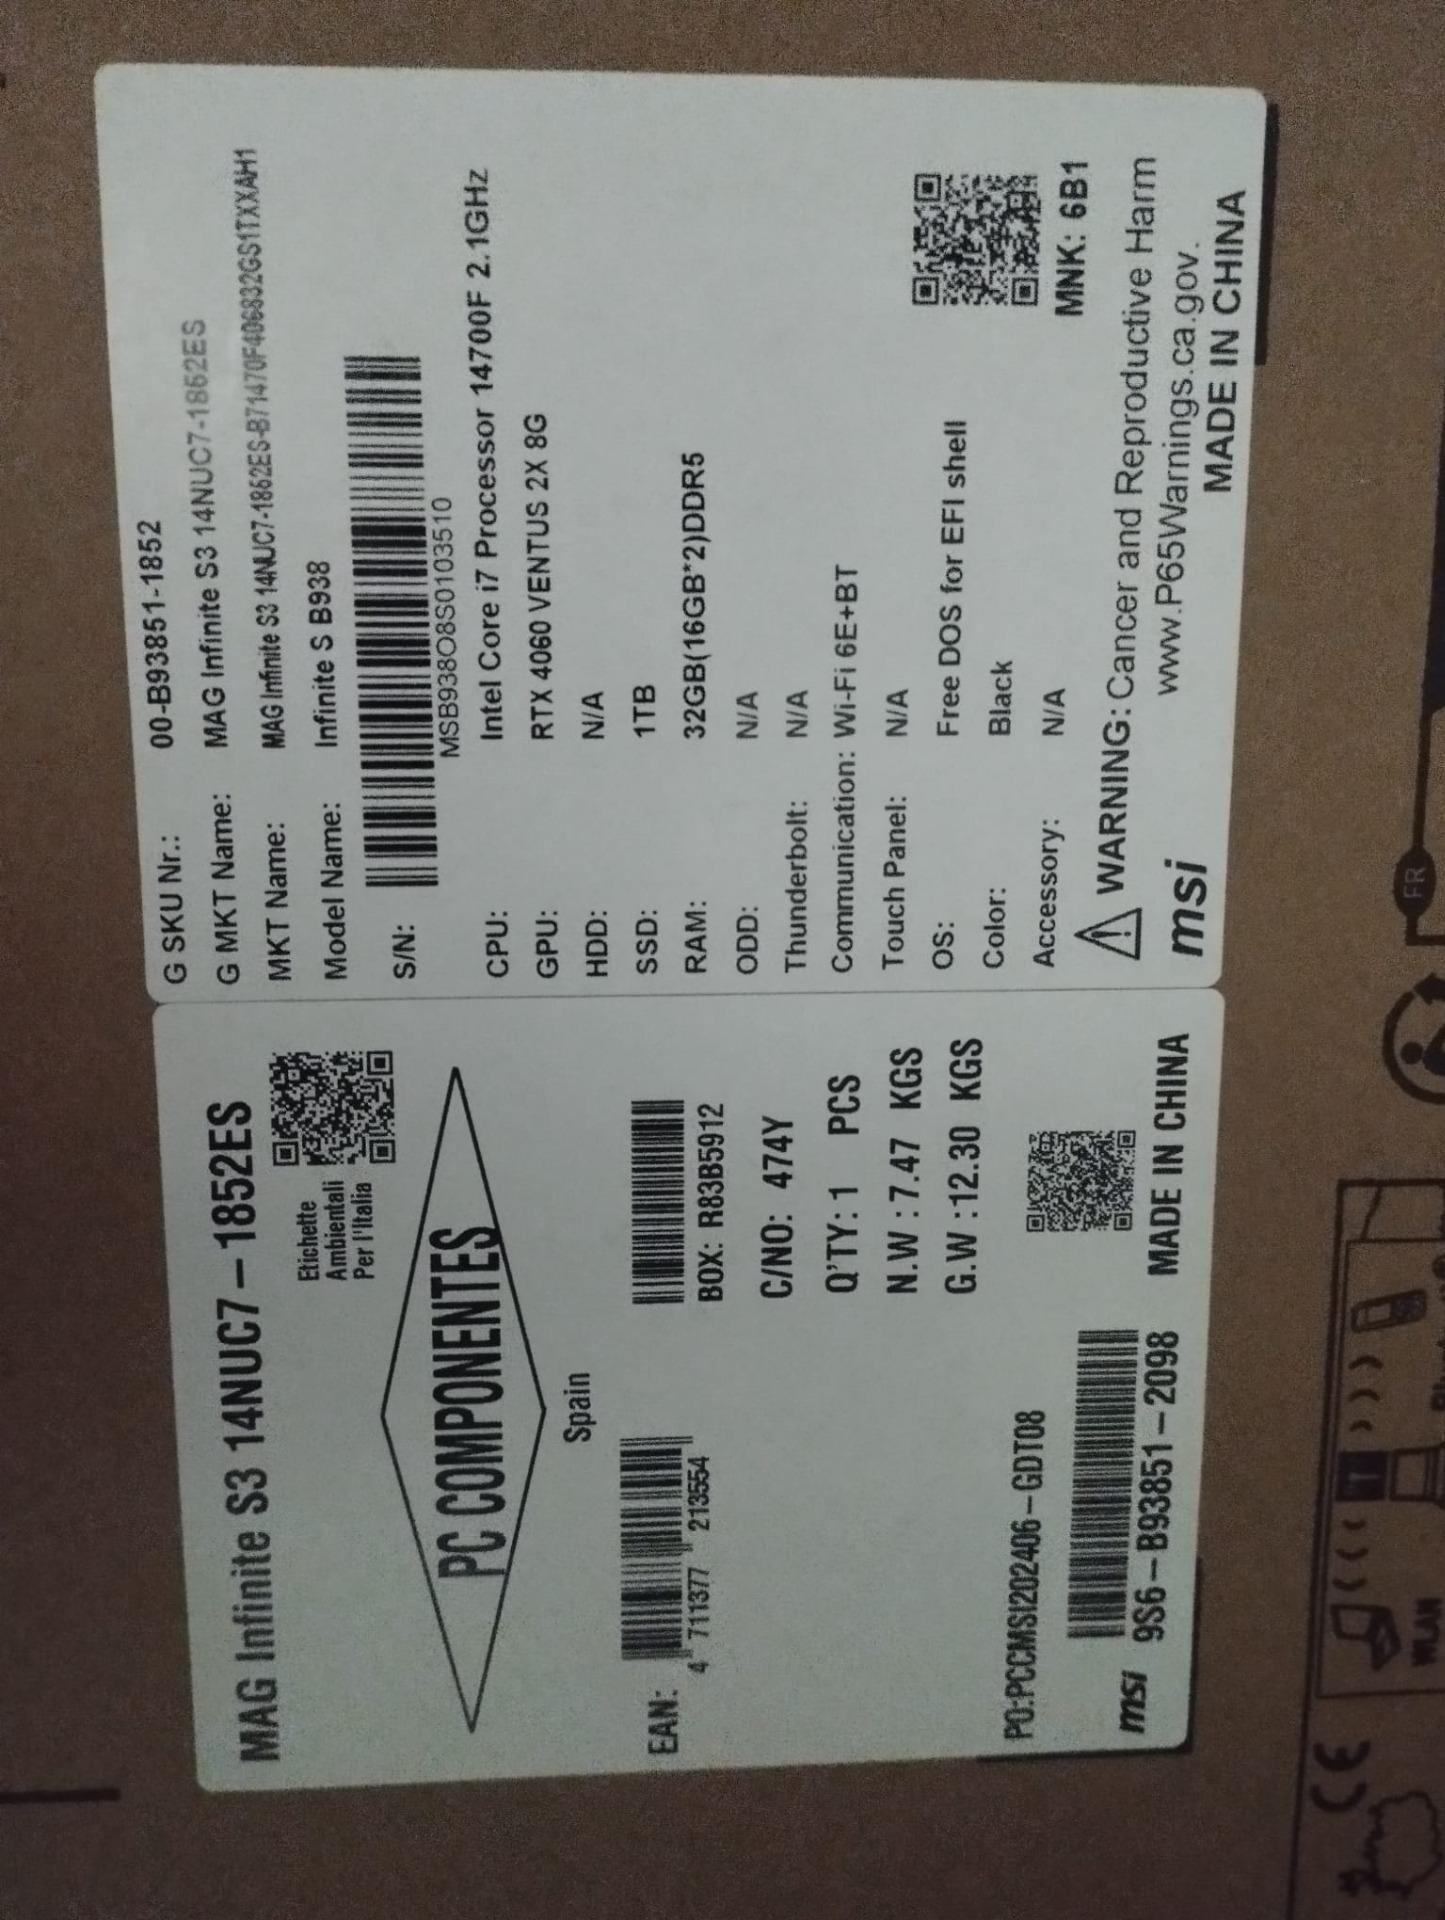 MAG Infinite S3 14NUC7-1852ES
Etichette
Ambientali
Per l'Italia
PC COMPONENTES
Spain
EAN:
4 711377 213554
BOX: R83B5912
C/NO: 474Y
Q'TY: 1 PCS
N.W : 7.47 KGS
G.W :12.30 KGS
PO:PCCMSI202406-GDT08
msi
9S6-B93851-2098
MADE IN CHINA
G SKU Nr.: 00-B93851-1852
G MKT Name: MAG Infinite S3 14NUC7-1852ES
MKT Name: MAG Infinite S3 14NUC7-1852ES-B71470F406832GS1TXXAH1
Model Name: Infinite S B938
S/N:
MSB938O8S0103510
CPU: Intel Core i7 Processor 14700F 2.1GHz
GPU: RTX 4060 VENTUS 2X 8G
HDD: N/A
SSD: 1TB
RAM: 32GB(16GB*2)DDR5
ODD: N/A
Thunderbolt: N/A
Communication: Wi-Fi 6E+BT
Touch Panel: N/A
OS: Free DOS for EFI shell
Color: Black
Accessory: N/A
MNK: 6B1
WARNING: Cancer and Reproductive Harm
www.P65Warnings.ca.gov.
msi
MADE IN CHINA
CE
WLAN
FR